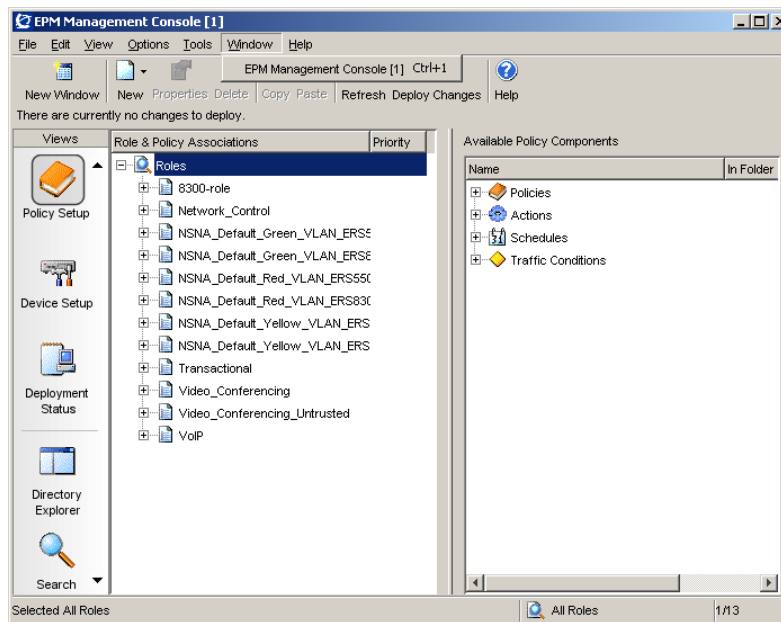 EPM Management Console [1]
File Edit View Options Tools Window Help
EPM Management Console [1] Ctrl+1
New Window New Properties Delete Copy Paste Refresh Deploy Changes Help
There are currently no changes to deploy.
Views
Policy Setup
Device Setup
Deployment
Status
Directory
Explorer
Search
Role & Policy Associations Priority
Roles
8300-role
Network_Control
NSNA_Default_Green_VLAN_ERS5
NSNA_Default_Green_VLAN_ERS8
NSNA_Default_Red_VLAN_ERS550
NSNA_Default_Red_VLAN_ERS830
NSNA_Default_Yellow_VLAN_ERS
NSNA_Default_Yellow_VLAN_ERS
Transactional
Video_Conferencing
Video_Conferencing_Untrusted
VoIP
Available Policy Components
Name In Folder
Policies
Actions
Schedules
Traffic Conditions
Selected All Roles All Roles 1/13